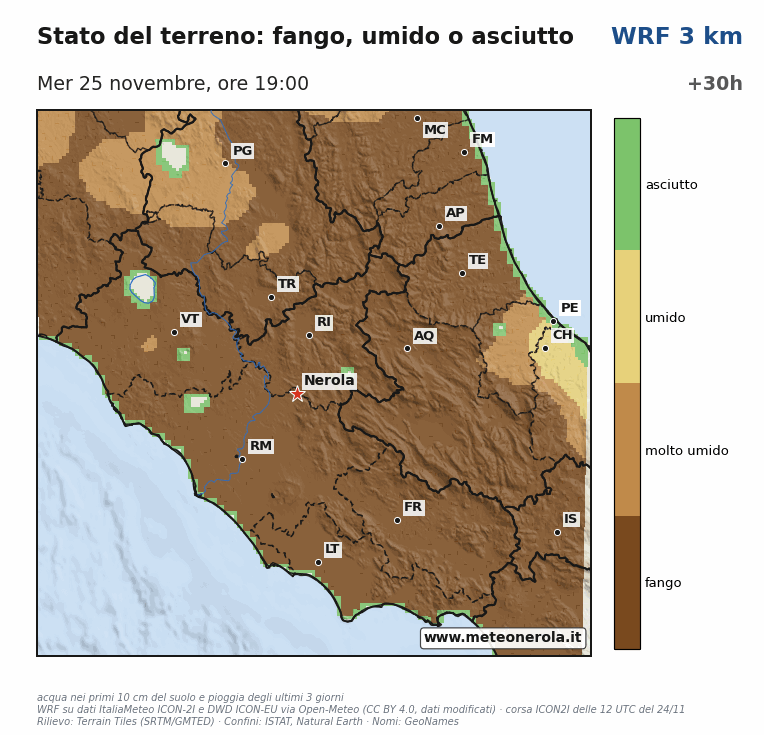 Stato del terreno: fango, umido o asciutto
WRF 3 km
Mer 25 novembre, ore 19:00
+30h
MC
FM
PG
AP
TE
TR
PE
VT
RI
AQ
CH
Nerola
RM
FR
IS
LT
www.meteonerola.it
asciutto
umido
molto umido
fango
acqua nei primi 10 cm del suolo e pioggia degli ultimi 3 giorni
WRF su dati ItaliaMeteo ICON-2I e DWD ICON-EU via Open-Meteo (CC BY 4.0, dati modificati) · corsa ICON2I delle 12 UTC del 24/11
Rilievo: Terrain Tiles (SRTM/GMTED) · Confini: ISTAT, Natural Earth · Nomi: GeoNames